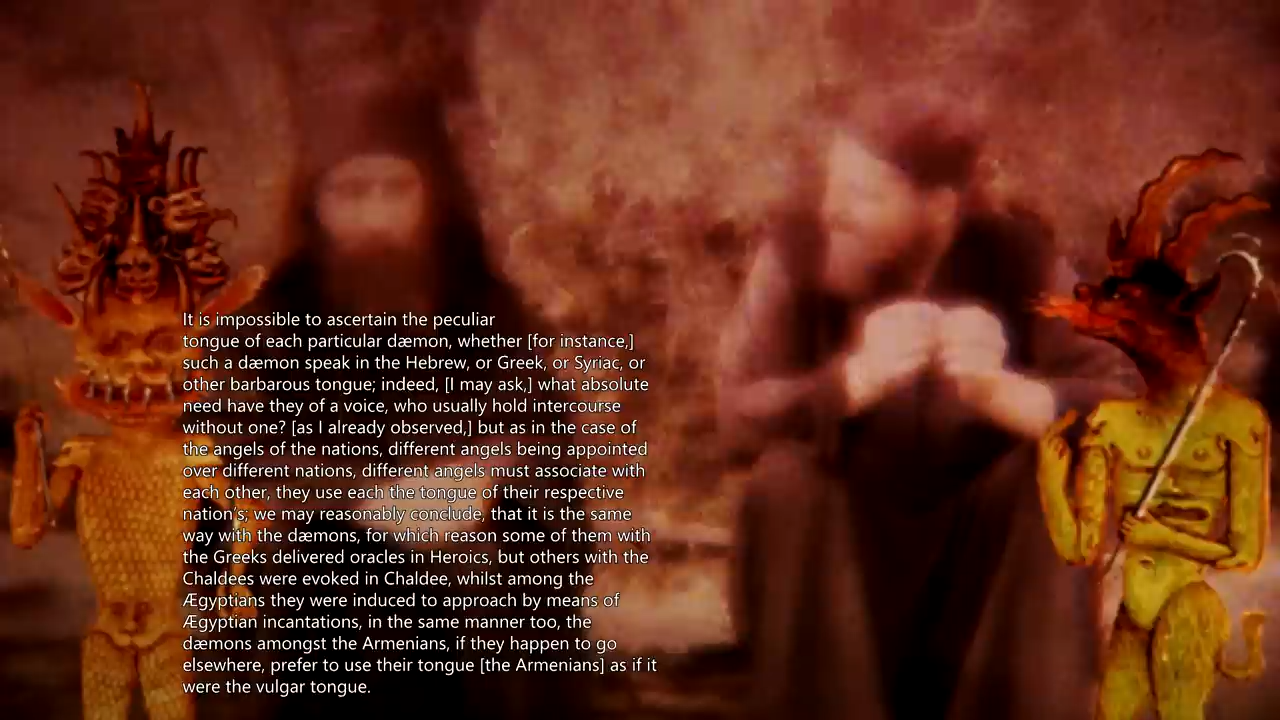 It is impossible to ascertain the peculiar
tongue of each particular dæmon, whether [for instance,]
such a dæmon speak in the Hebrew, or Greek, or Syriac, or
other barbarous tongue; indeed, [I may ask,] what absolute
need have they of a voice, who usually hold intercourse
without one? [as I already observed,] but as in the case of
the angels of the nations, different angels being appointed
over different nations, different angels must associate with
each other, they use each the tongue of their respective
nation's; we may reasonably conclude, that it is the same
way with the dæmons, for which reason some of them with
the Greeks delivered oracles in Heroics, but others with the
Chaldees were evoked in Chaldee, whilst among the
Ægyptians they were induced to approach by means of
Ægyptian incantations, in the same manner too, the
dæmons amongst the Armenians, if they happen to go
elsewhere, prefer to use their tongue [the Armenians] as if it
were the vulgar tongue.